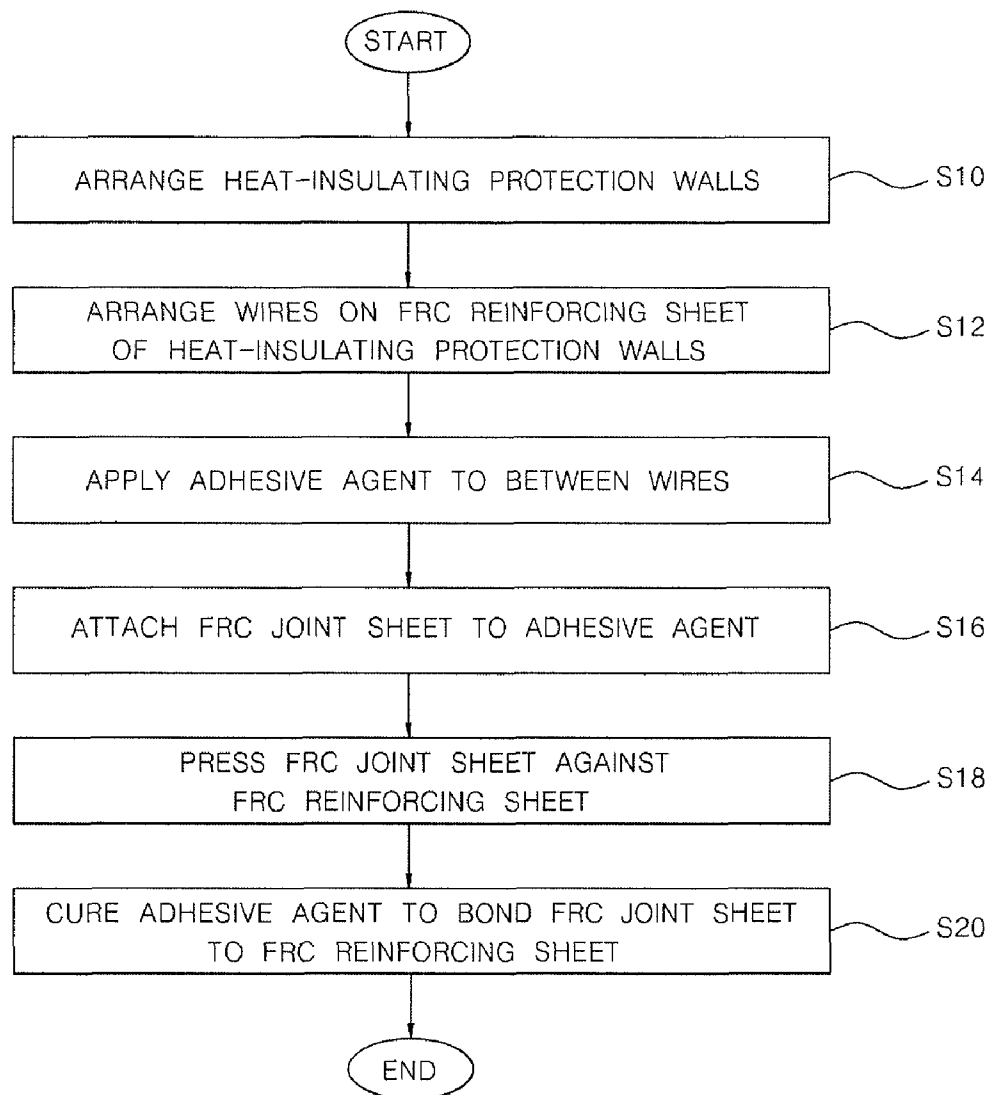 START
ARRANGE HEAT-INSULATING PROTECTION WALLS
S10
ARRANGE WIRES ON FRC REINFORCING SHEET
OF HEAT-INSULATING PROTECTION WALLS
S12
APPLY ADHESIVE AGENT TO BETWEEN WIRES
S14
ATTACH FRC JOINT SHEET TO ADHESIVE AGENT
S16
PRESS FRC JOINT SHEET AGAINST
FRC REINFORCING SHEET
S18
CURE ADHESIVE AGENT TO BOND FRC JOINT SHEET
TO FRC REINFORCING SHEET
S20
END